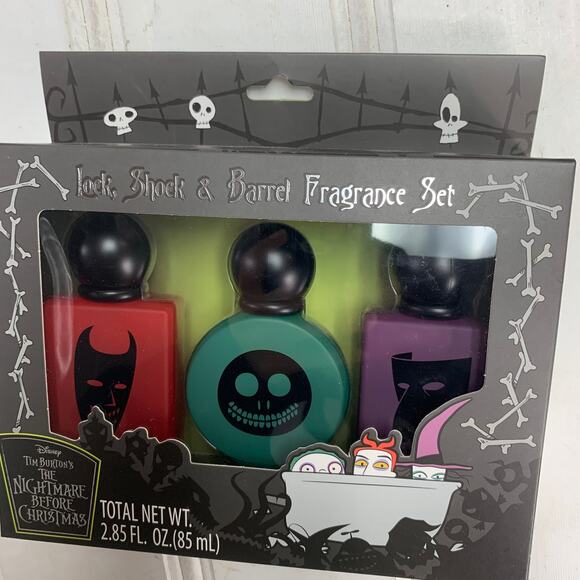 Lock, Shock & Barrel Fragrance Set
Disney
TIM BURTON'S
THE
NIGHTMARE
BEFORE
CHRISTMAS
TOTAL NET WT.
2.85 FL. OZ.(85 mL)